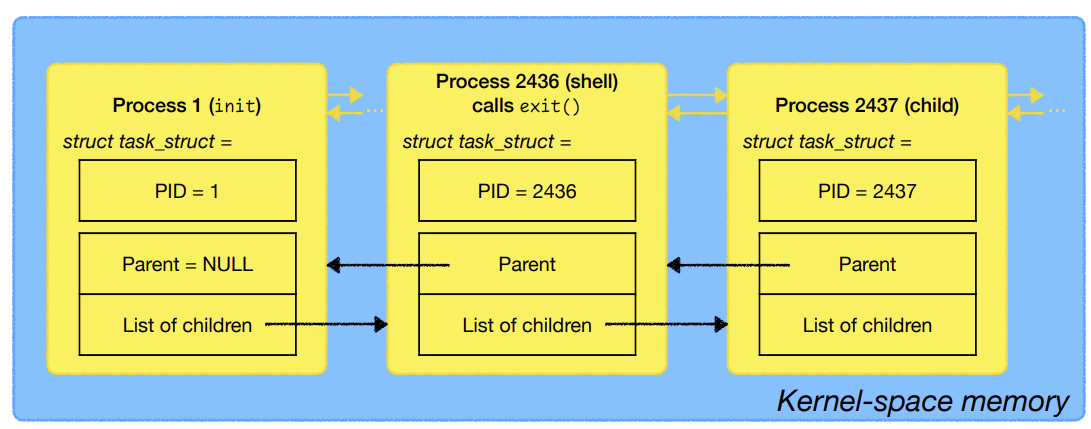 Process 1 (init)
struct task_struct =
PID = 1
Parent = NULL
List of children
...
Process 2436 (shell)
calls exit()
struct task_struct =
PID = 2436
Parent
List of children
Process 2437 (child)
struct task_struct =
PID = 2437
Parent
List of children
...
Kernel-space memory